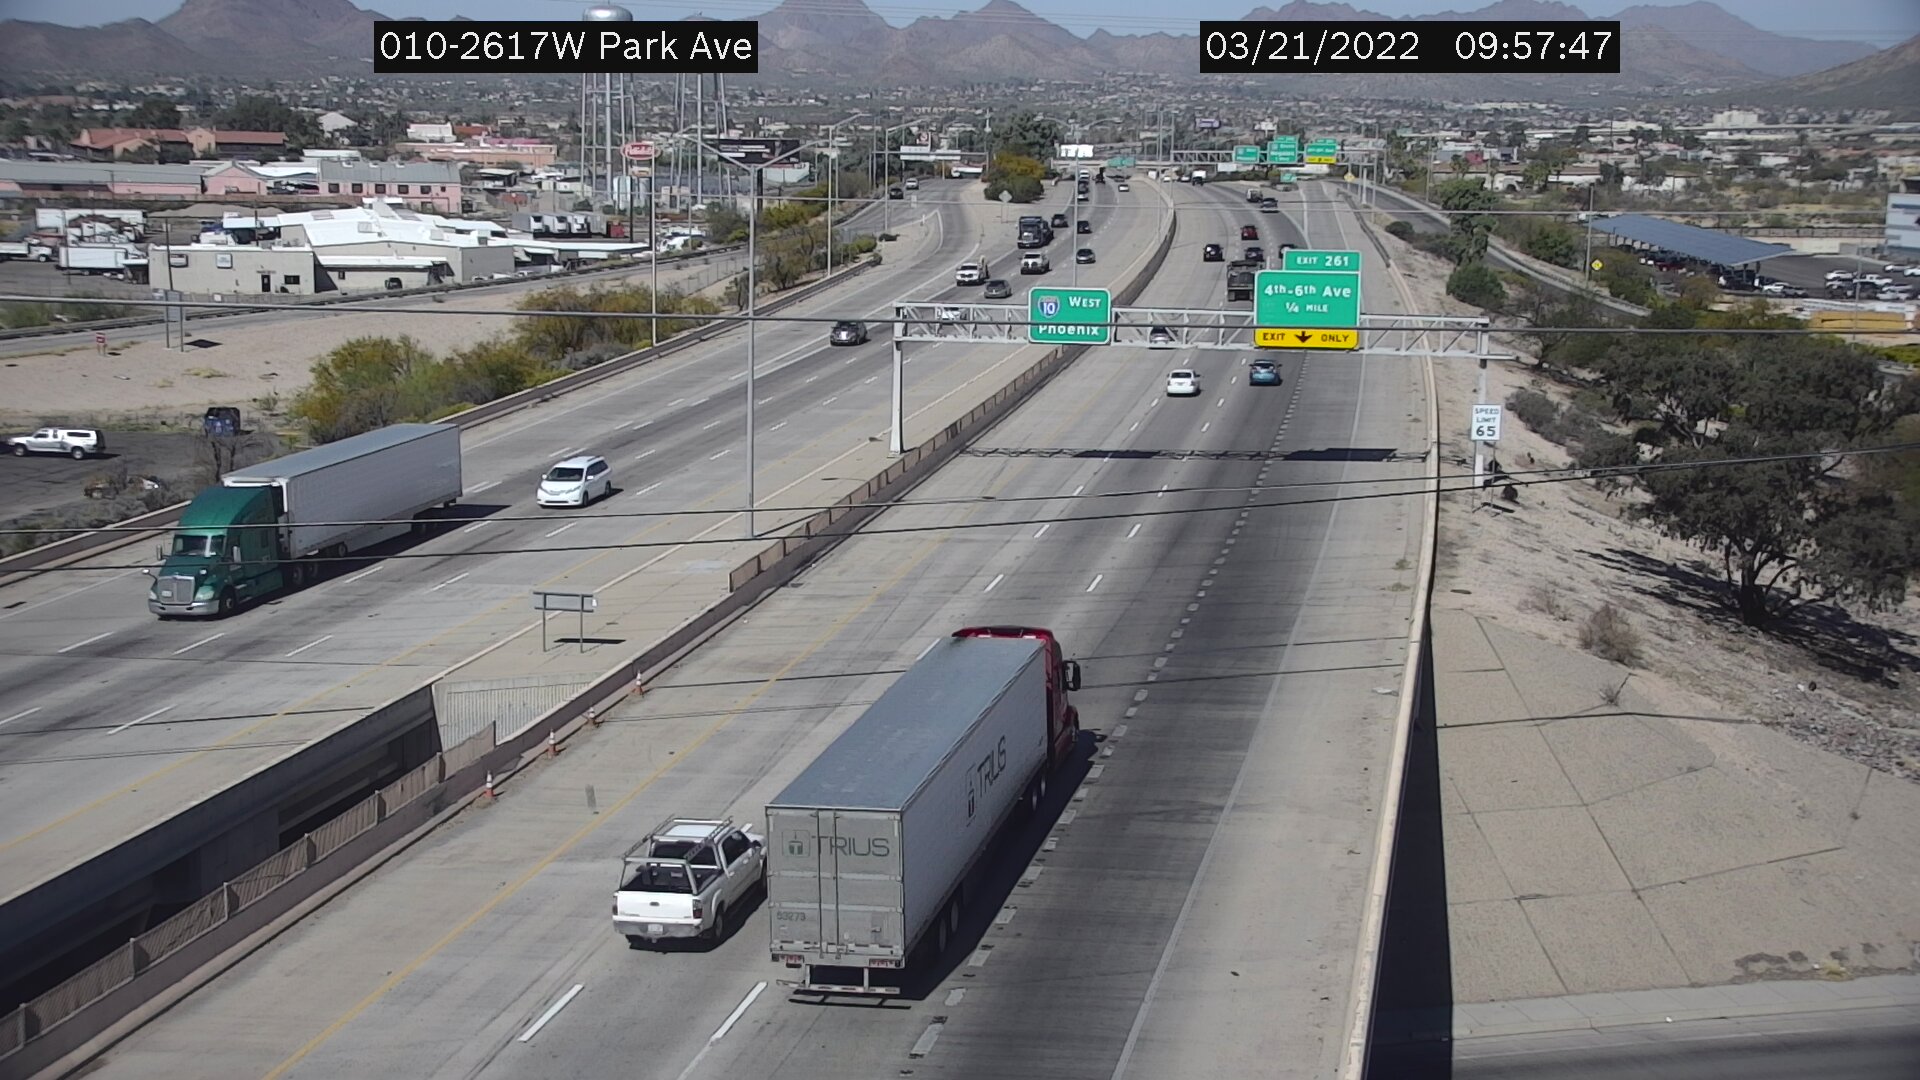 010-2617W Park Ave
03/21/2022 09:57:47
EXIT 261
4th-6th Ave
1/4 MILE
EXIT ONLY
10 WEST
Phoenix
SPEED
LIMIT
65
TRIUS
TRIUS
53273